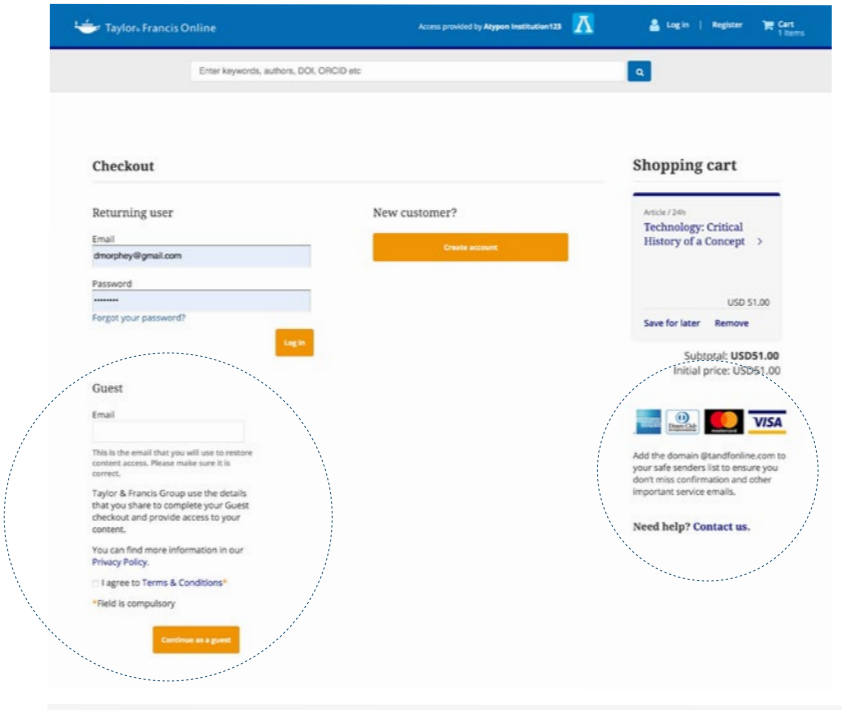 Taylor & Francis Online
Access provided by Atypon Institution123
Log in | Register
Cart
1 Items
Enter keywords, authors, DOI, ORCID etc
Checkout
Returning user
Email
dmorphey@gmail.com
Password
••••••••
Forgot your password?
Log in
New customer?
Create account
Guest
Email
This is the email that you will use to restore
content access. Please make sure it is
correct.
Taylor & Francis Group use the details
that you share to complete your Guest
checkout and provide access to your
content.
You can find more information in our
Privacy Policy.
I agree to Terms & Conditions*
*Field is compulsory
Continue as a guest
Shopping cart
Article / 24h
Technology: Critical
History of a Concept >
USD 51.00
Save for later Remove
Subtotal: USD51.00
Initial price: USD51.00
Diners Club
mastercard
VISA
Add the domain @tandfonline.com to
your safe senders list to ensure you
don't miss confirmation and other
important service emails.
Need help? Contact us.